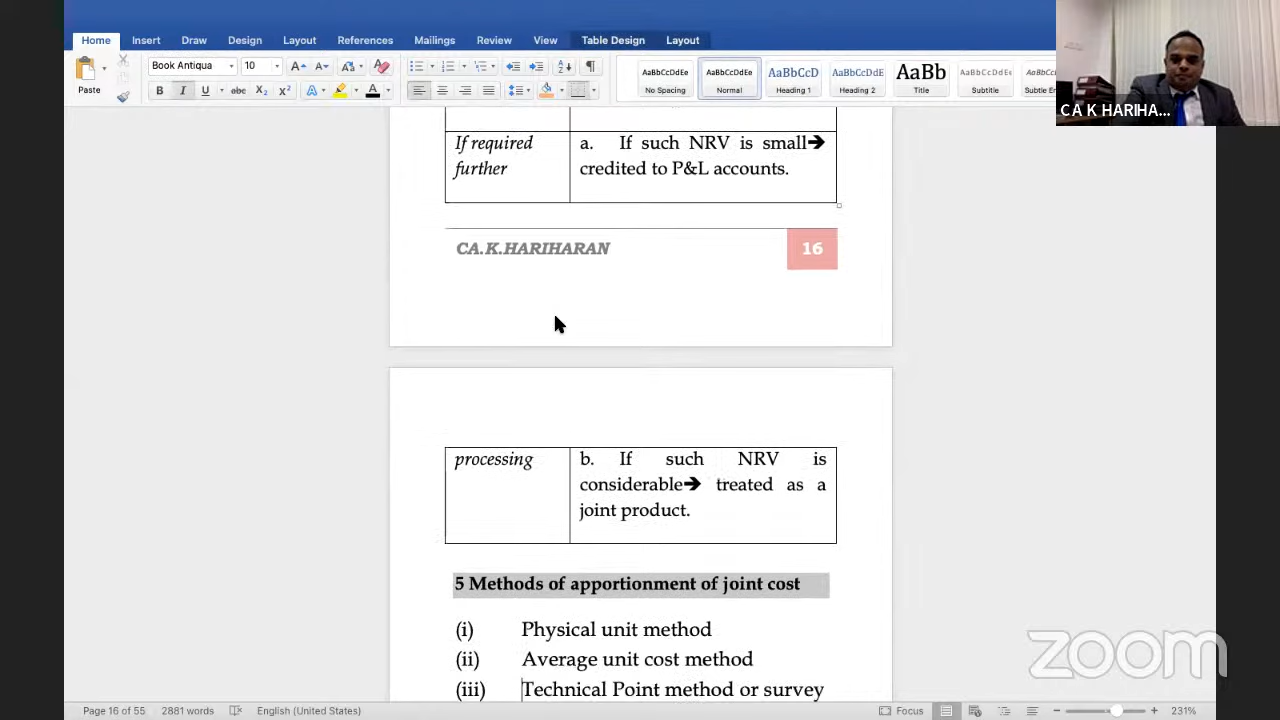 Home Insert Draw Design Layout References Mailings Review View Table Design Layout
Paste
Book Antiqua 10
B I U abc X2 X2 A A
AaBbCcDdEe AaBbCcDdEe AaBbCcD AaBbCcDdE AaBb AaBbCcDdEe
No Spacing Normal Heading 1 Heading 2 Title Subtitle
C A K HARIHA...
If required a. If such NRV is small➔
further credited to P&L accounts.
CA.K.HARIHARAN 16
processing b. If such NRV is
considerable➔ treated as a
joint product.
5 Methods of apportionment of joint cost
(i) Physical unit method
(ii) Average unit cost method
(iii) Technical Point method or survey
zoom
Page 16 of 55 2881 words English (United States) Focus 231%